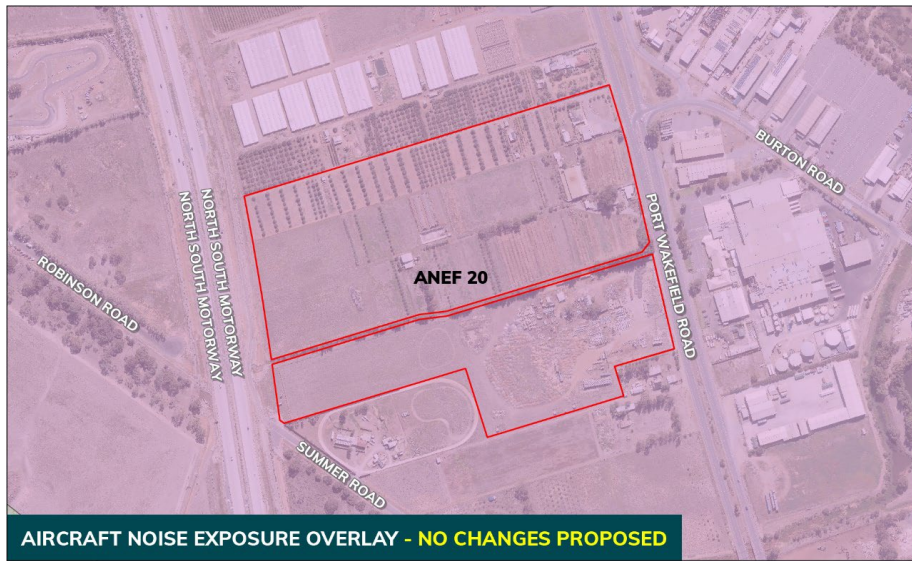 BURTON ROAD
PORT WAKEFIELD ROAD
NORTH SOUTH MOTORWAY
NORTH SOUTH MOTORWAY
ROBINSON ROAD
ANEF 20
SUMMER ROAD
AIRCRAFT NOISE EXPOSURE OVERLAY - NO CHANGES PROPOSED